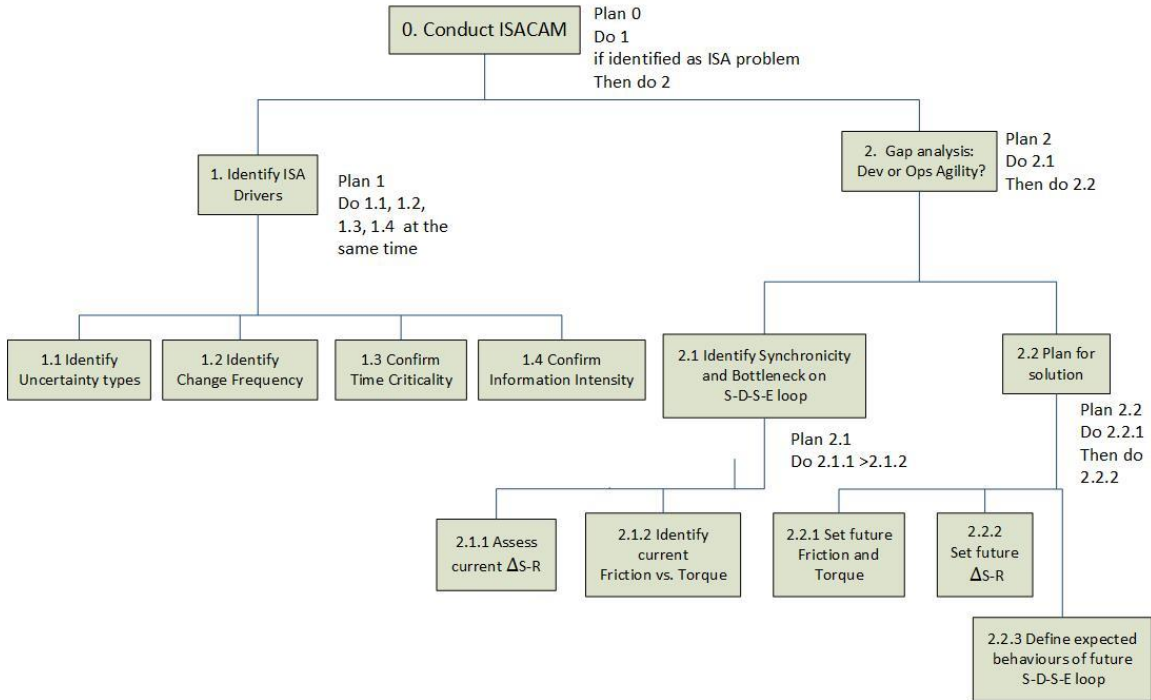 0. Conduct ISACAM
Plan 0
Do 1
if identified as ISA problem
Then do 2
1. Identify ISA
Drivers
Plan 1
Do 1.1, 1.2,
1.3, 1.4 at the
same time
2. Gap analysis:
Dev or Ops Agility?
Plan 2
Do 2.1
Then do 2.2
1.1 Identify
Uncertainty types
1.2 Identify
Change Frequency
1.3 Confirm
Time Criticality
1.4 Confirm
Information Intensity
2.1 Identify Synchronicity
and Bottleneck on
S-D-S-E loop
2.2 Plan for
solution
Plan 2.1
Do 2.1.1 >2.1.2
Plan 2.2
Do 2.2.1
Then do
2.2.2
2.1.1 Assess
current ΔS-R
2.1.2 Identify
current
Friction vs. Torque
2.2.1 Set future
Friction and
Torque
2.2.2
Set future
ΔS-R
2.2.3 Define expected
behaviours of future
S-D-S-E loop